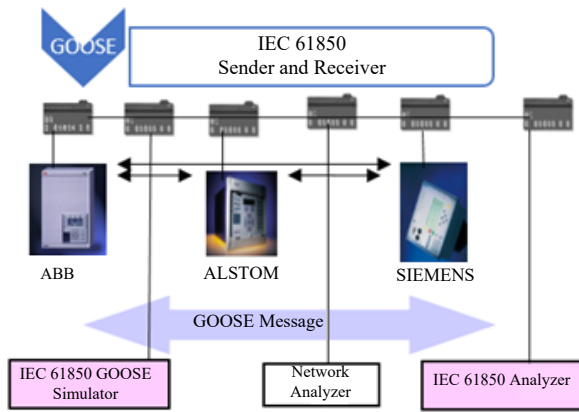 GOOSE
IEC 61850
Sender and Receiver
ABB
ALSTOM
SIEMENS
GOOSE Message
IEC 61850 GOOSE
Simulator
Network
Analyzer
IEC 61850 Analyzer